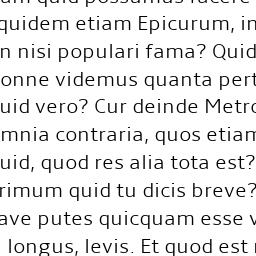 quid possumus facere
quidem etiam Epicurum, in
n nisi populari fama? Quid
onne videmus quanta pert
uid vero? Cur deinde Metro
mnia contraria, quos etiam
uid, quod res alia tota est?
rimum quid tu dicis breve?
ave putes quicquam esse v
longus, levis. Et quod est